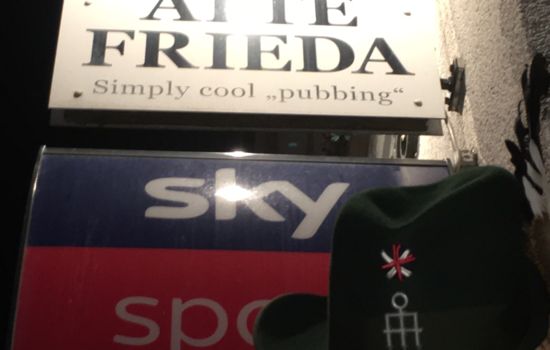 FRIEDA
Simply cool „pubbing“
sky